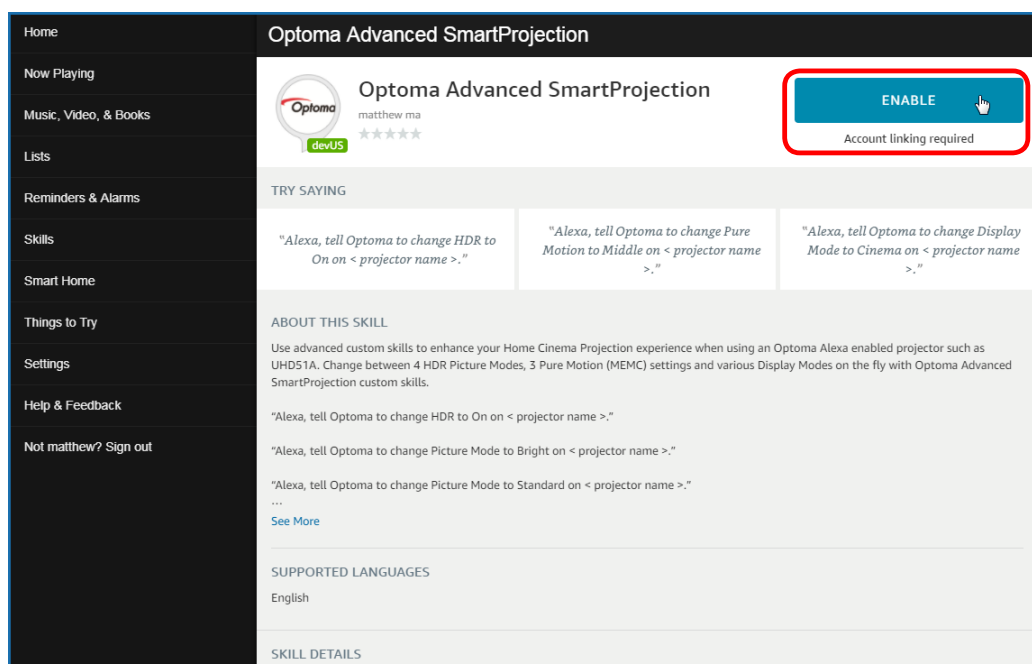 Home
Now Playing
Music, Video, & Books
Lists
Reminders & Alarms
Skills
Smart Home
Things to Try
Settings
Help & Feedback
Not matthew? Sign out
Optoma Advanced SmartProjection
Optoma
devUS
Optoma Advanced SmartProjection
matthew ma
ENABLE
Account linking required
TRY SAYING
"Alexa, tell Optoma to change HDR to
On on < projector name >."
"Alexa, tell Optoma to change Pure
Motion to Middle on < projector name
>."
"Alexa, tell Optoma to change Display
Mode to Cinema on < projector name
>."
ABOUT THIS SKILL
Use advanced custom skills to enhance your Home Cinema Projection experience when using an Optoma Alexa enabled projector such as
UHD51A. Change between 4 HDR Picture Modes, 3 Pure Motion (MEMC) settings and various Display Modes on the fly with Optoma Advanced
SmartProjection custom skills.
"Alexa, tell Optoma to change HDR to On on < projector name >."
"Alexa, tell Optoma to change Picture Mode to Bright on < projector name >."
"Alexa, tell Optoma to change Picture Mode to Standard on < projector name >."
...
See More
SUPPORTED LANGUAGES
English
SKILL DETAILS